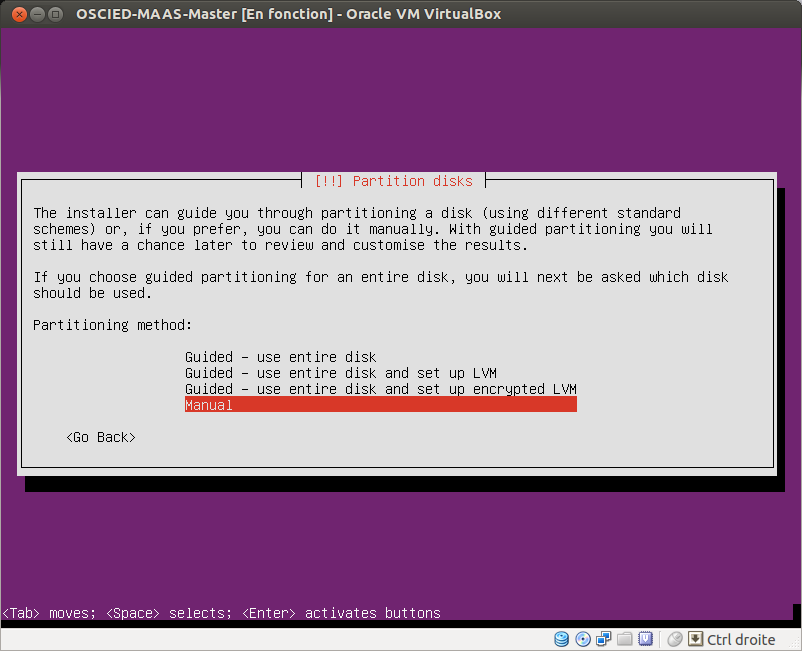 OSCIED-MAAS-Master [En fonction] - Oracle VM VirtualBox
[!!] Partition disks
The installer can guide you through partitioning a disk (using different standard
schemes) or, if you prefer, you can do it manually. With guided partitioning you will
still have a chance later to review and customise the results.
If you choose guided partitioning for an entire disk, you will next be asked which disk
should be used.
Partitioning method:
Guided - use entire disk
Guided - use entire disk and set up LVM
Guided - use entire disk and set up encrypted LVM
Manual
<Go Back>
<Tab> moves; <Space> selects; <Enter> activates buttons
Ctrl droite